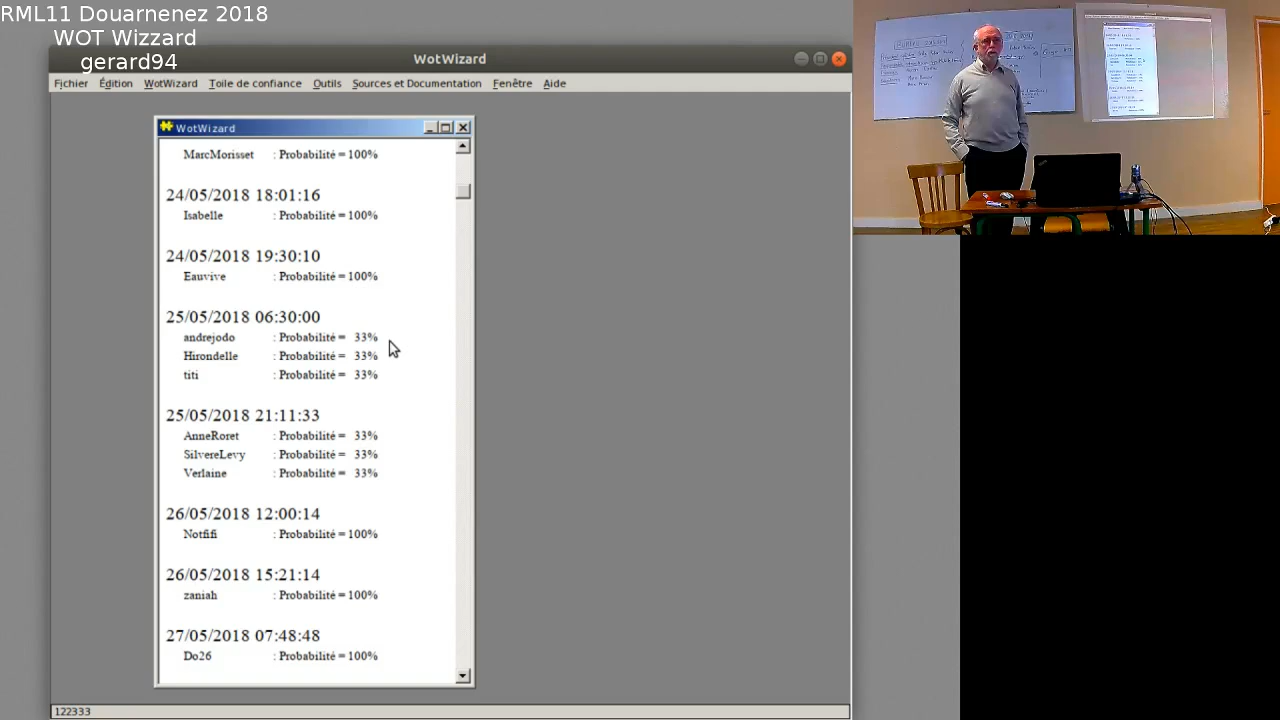 RML11 Douarnenez 2018
WOT Wizzard
gerard94
WotWizard
Fichier Édition WotWizard Toile de confiance Outils Sources et Documentation Fenêtre Aide
WotWizard
MarcMorisset : Probabilité = 100%
24/05/2018 18:01:16
Isabelle : Probabilité = 100%
24/05/2018 19:30:10
Eauvive : Probabilité = 100%
25/05/2018 06:30:00
andrejodo : Probabilité = 33%
Hirondelle : Probabilité = 33%
titi : Probabilité = 33%
25/05/2018 21:11:33
AnneRoret : Probabilité = 33%
SilvereLevy : Probabilité = 33%
Verlaine : Probabilité = 33%
26/05/2018 12:00:14
Notfifi : Probabilité = 100%
26/05/2018 15:21:14
zaniah : Probabilité = 100%
27/05/2018 07:48:48
Do26 : Probabilité = 100%
122333